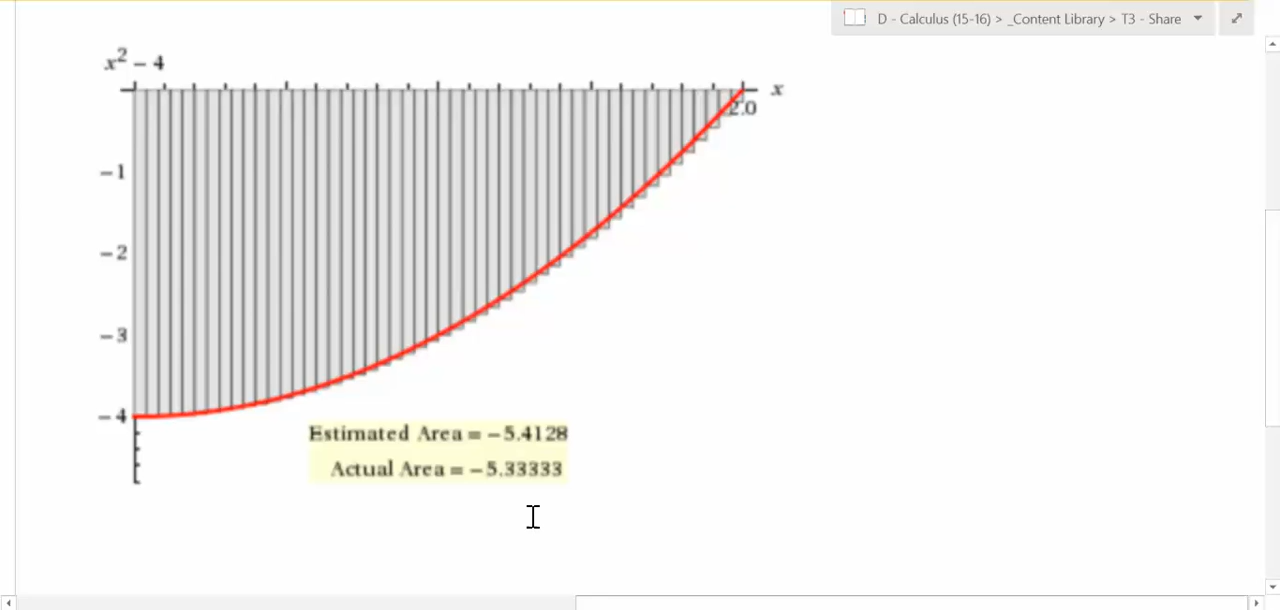 D - Calculus (15-16) > _Content Library > T3 - Share
x² – 4
x
2.0
–1
–2
–3
–4
Estimated Area = –5.4128
Actual Area = –5.33333